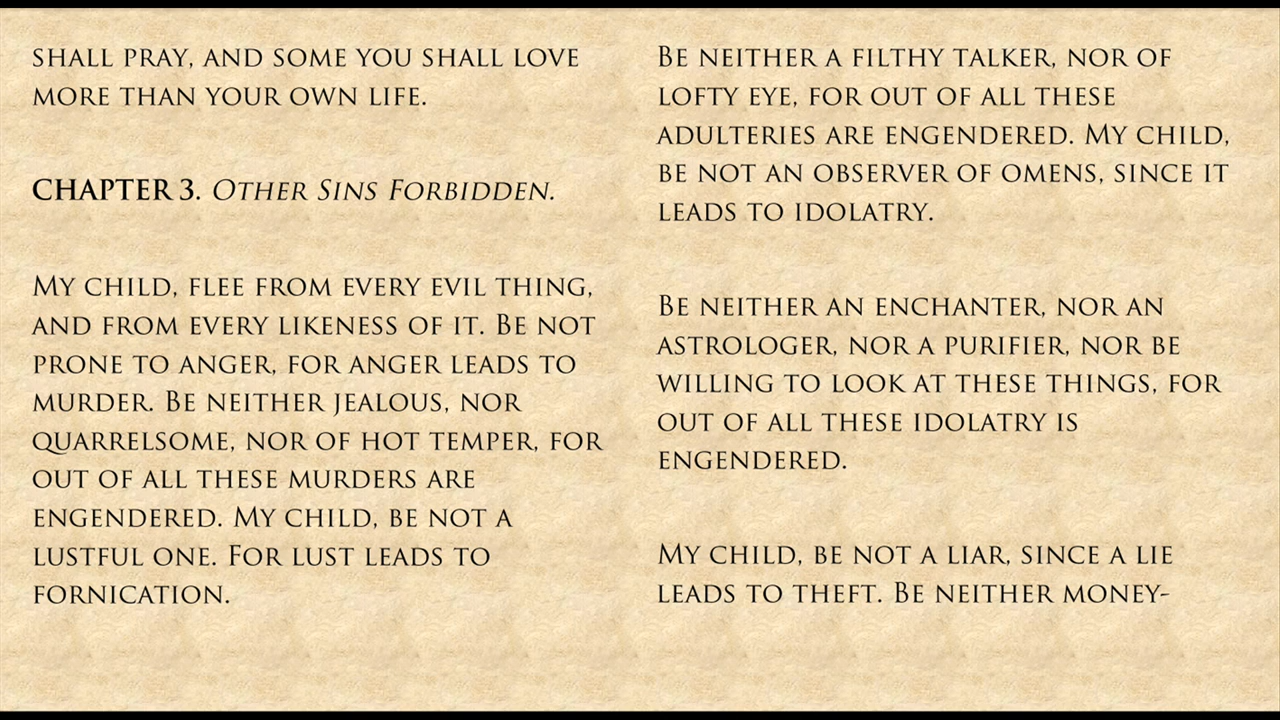 shall pray, and some you shall love
more than your own life.
CHAPTER 3. Other Sins Forbidden.
My child, flee from every evil thing,
and from every likeness of it. Be not
prone to anger, for anger leads to
murder. Be neither jealous, nor
quarrelsome, nor of hot temper, for
out of all these murders are
engendered. My child, be not a
lustful one. For lust leads to
fornication.
Be neither a filthy talker, nor of
lofty eye, for out of all these
adulteries are engendered. My child,
be not an observer of omens, since it
leads to idolatry.
Be neither an enchanter, nor an
astrologer, nor a purifier, nor be
willing to look at these things, for
out of all these idolatry is
engendered.
My child, be not a liar, since a lie
leads to theft. Be neither money-